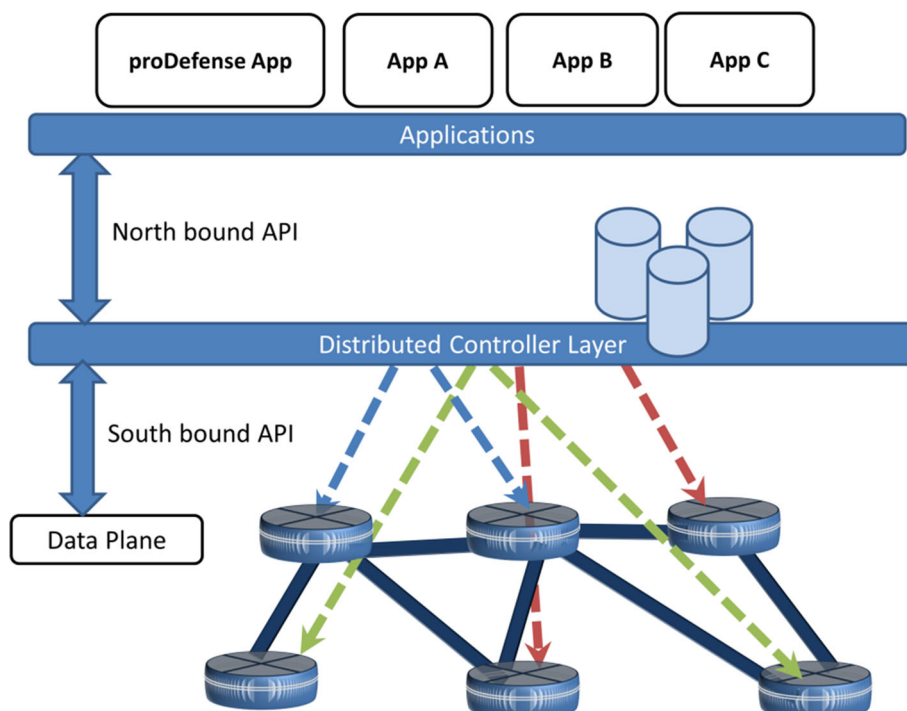 proDefense App
App A
App B
App C
Applications
North bound API
Distributed Controller Layer
South bound API
Data Plane